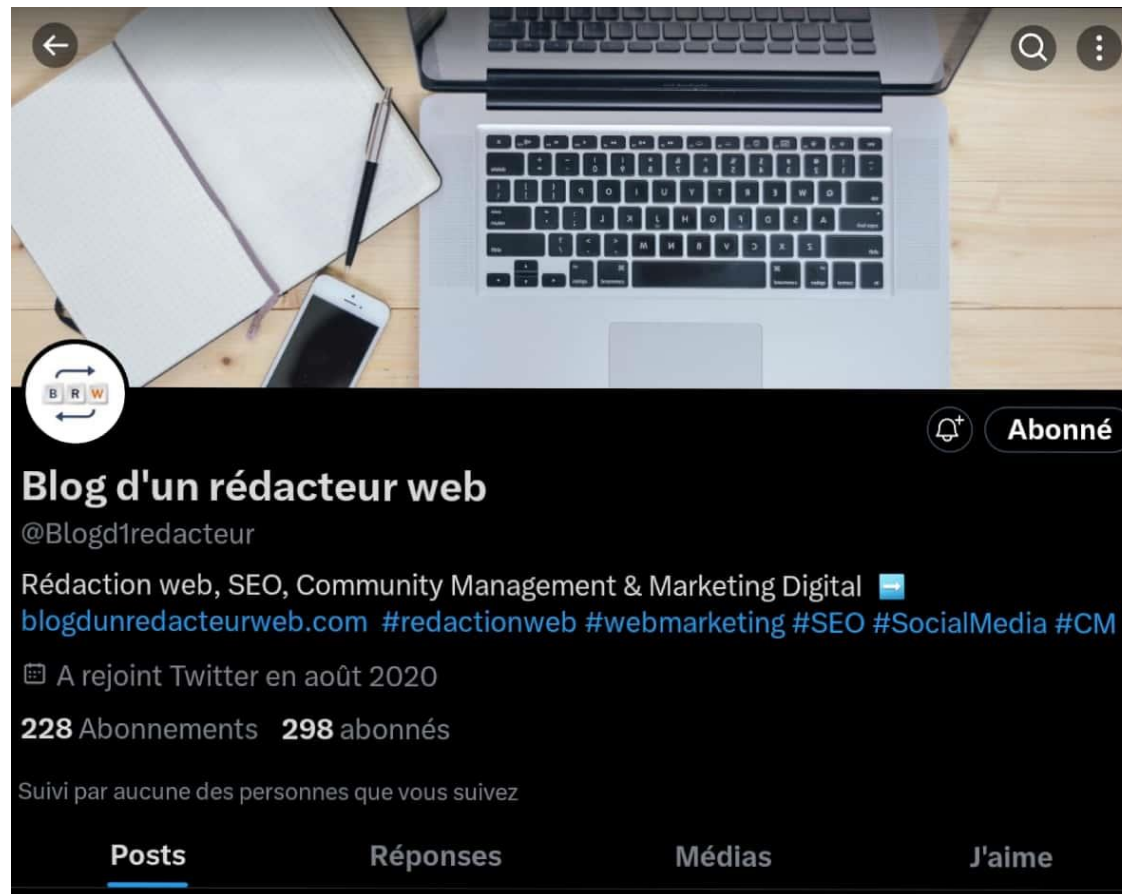 B R W
Abonné
Blog d'un rédacteur web
@Blogd1redacteur
Rédaction web, SEO, Community Management & Marketing Digital ➡️
blogdunredacteurweb.com #redactionweb #webmarketing #SEO #SocialMedia #CM
A rejoint Twitter en août 2020
228 Abonnements 298 abonnés
Suivi par aucune des personnes que vous suivez
Posts Réponses Médias J'aime